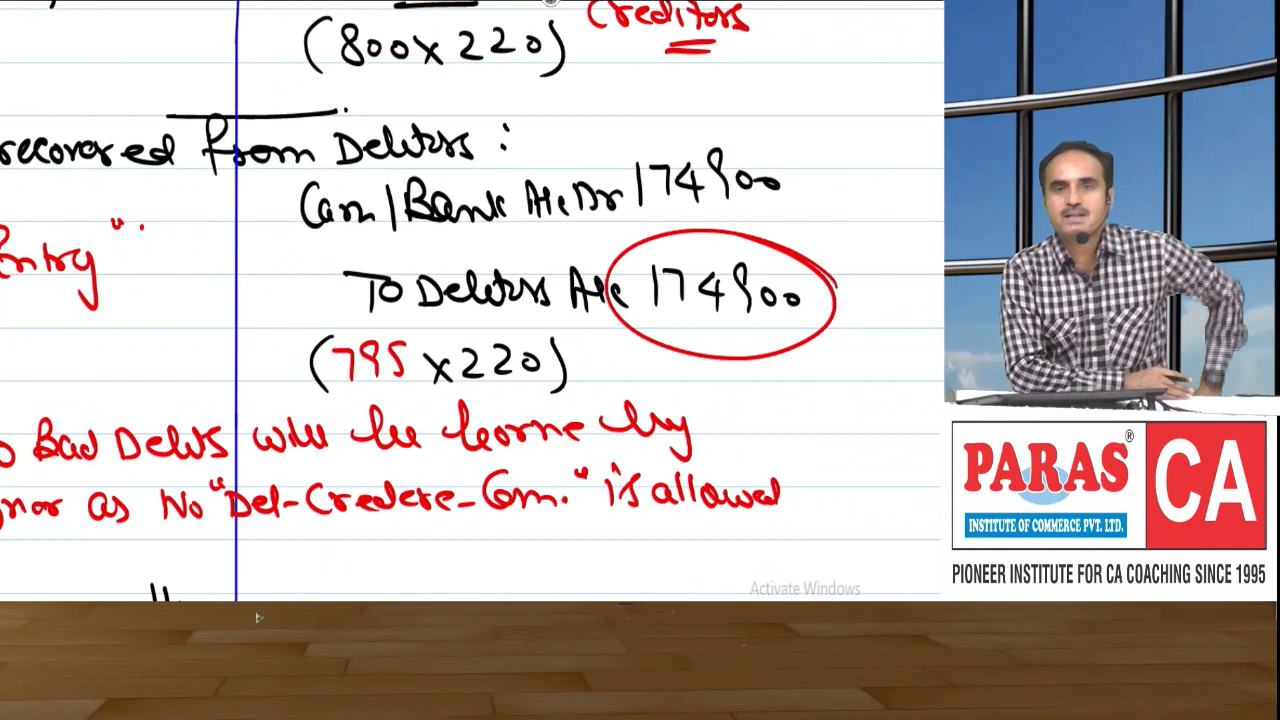 Creditors
(800×220)
recovered from Debtors :
Cash/Bank A/c Dr 174900
Entry"
To Debtors A/c 174900
(795 ×220)
Bad Debts will be borne by
as No "Del-Credere-Com." is allowed
Activate Windows
PARAS®
INSTITUTE OF COMMERCE PVT. LTD.
CA
PIONEER INSTITUTE FOR CA COACHING SINCE 1995